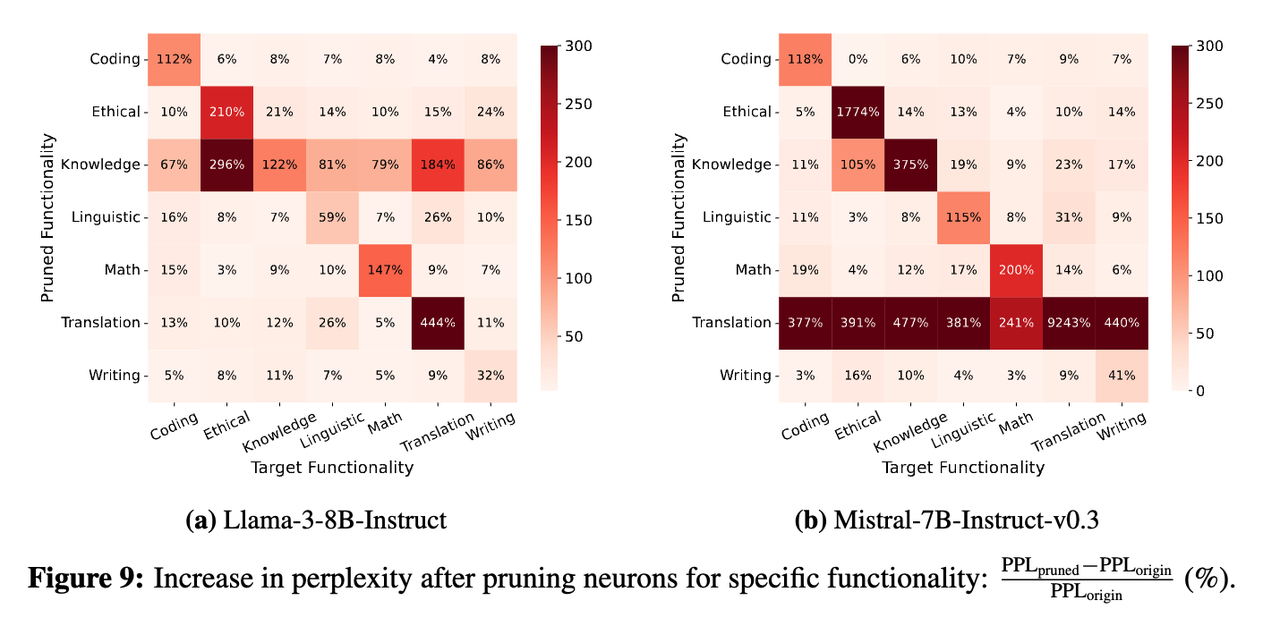 Coding
112% 6% 8% 7% 8% 4% 8%
Ethical
10% 210% 21% 14% 10% 15% 24%
Knowledge
67% 296% 122% 81% 79% 184% 86%
Linguistic
16% 8% 7% 59% 7% 26% 10%
Math
15% 3% 9% 10% 147% 9% 7%
Translation
13% 10% 12% 26% 5% 444% 11%
Writing
5% 8% 11% 7% 5% 9% 32%
Pruned Functionality
Coding Ethical Knowledge Linguistic Math Translation Writing
Target Functionality
300
250
200
150
100
50
(a) Llama-3-8B-Instruct
Coding
118% 0% 6% 10% 7% 9% 7%
Ethical
5% 1774% 14% 13% 4% 10% 14%
Knowledge
11% 105% 375% 19% 9% 23% 17%
Linguistic
11% 3% 8% 115% 8% 31% 9%
Math
19% 4% 12% 17% 200% 14% 6%
Translation
377% 391% 477% 381% 241% 9243% 440%
Writing
3% 16% 10% 4% 3% 9% 41%
Pruned Functionality
Coding Ethical Knowledge Linguistic Math Translation Writing
Target Functionality
300
250
200
150
100
50
0
(b) Mistral-7B-Instruct-v0.3
Figure 9: Increase in perplexity after pruning neurons for specific functionality: PPLpruned−PPLorigin / PPLorigin (%).